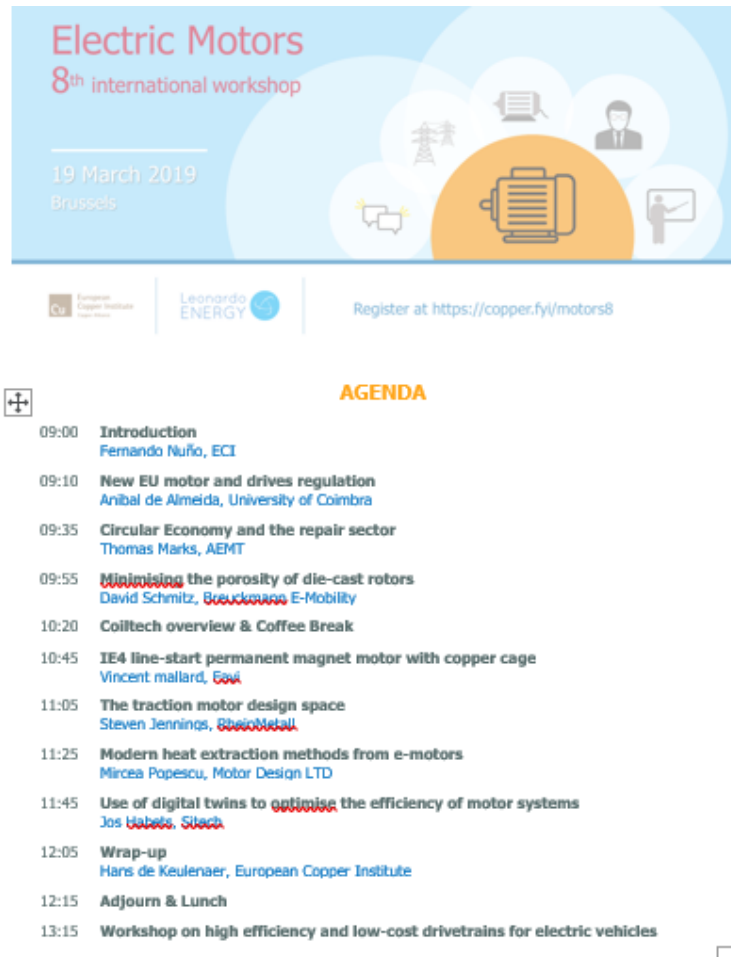 Electric Motors
8th international workshop
19 March 2019
Brussels
Cu
European
Copper Institute
Copper Alliance
Leonardo
ENERGY
Register at https://copper.fyi/motors8
AGENDA
09:00 Introduction
Fernando Nuño, ECI
09:10 New EU motor and drives regulation
Anibal de Almeida, University of Coimbra
09:35 Circular Economy and the repair sector
Thomas Marks, AEMT
09:55 Minimising the porosity of die-cast rotors
David Schmitz, Breuckmann E-Mobility
10:20 Coiltech overview & Coffee Break
10:45 IE4 line-start permanent magnet motor with copper cage
Vincent mallard, Favi
11:05 The traction motor design space
Steven Jennings, RheinMetall
11:25 Modern heat extraction methods from e-motors
Mircea Popescu, Motor Design LTD
11:45 Use of digital twins to optimise the efficiency of motor systems
Jos Habets, Sitech
12:05 Wrap-up
Hans de Keulenaer, European Copper Institute
12:15 Adjourn & Lunch
13:15 Workshop on high efficiency and low-cost drivetrains for electric vehicles